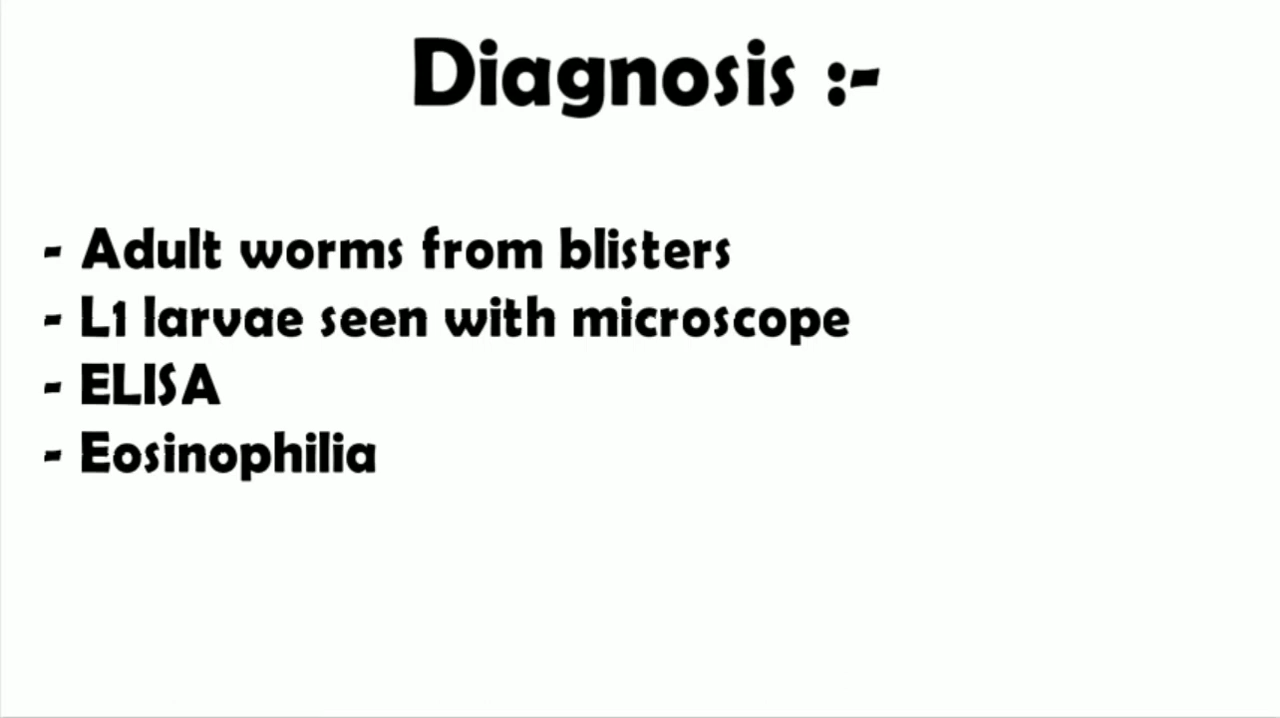 Diagnosis :-
- Adult worms from blisters
- L1 larvae seen with microscope
- ELISA
- Eosinophilia